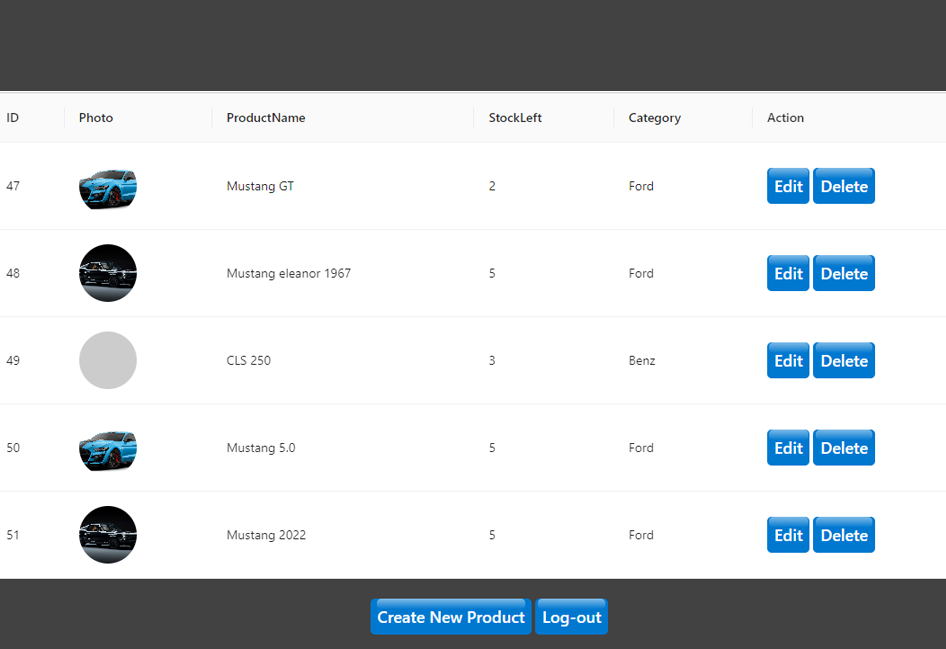 ID Photo ProductName StockLeft Category Action
47 Mustang GT 2 Ford Edit Delete
48 Mustang eleanor 1967 5 Ford Edit Delete
49 CLS 250 3 Benz Edit Delete
50 Mustang 5.0 5 Ford Edit Delete
51 Mustang 2022 5 Ford Edit Delete
Create New Product Log-out